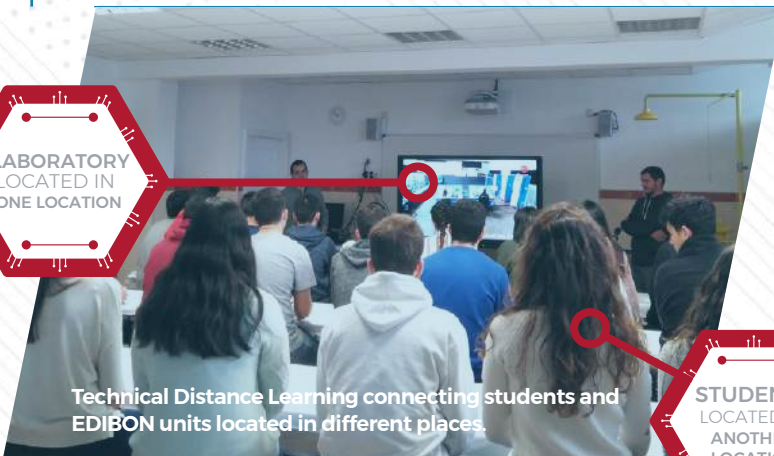 LABORATORY
LOCATED IN
ONE LOCATION
Technical Distance Learning connecting students and
EDIBON units located in different places.
STUDEN
LOCATED
ANOTH
LOCATI